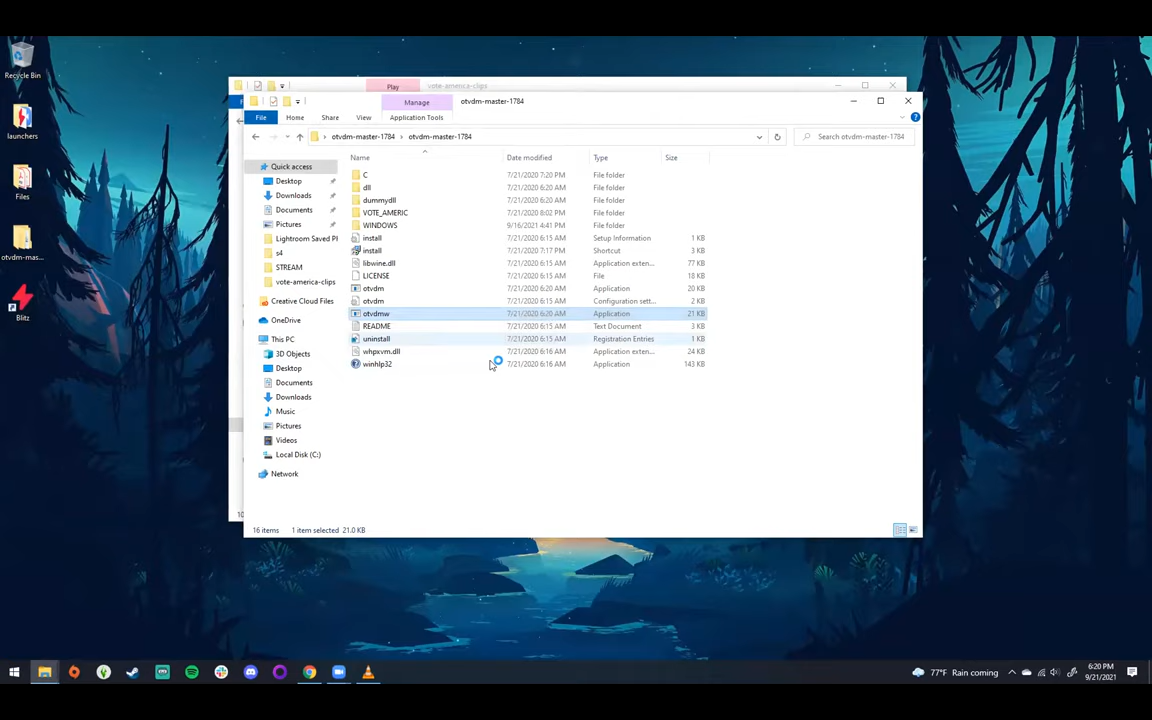 Recycle Bin
launchers
Files
otvdm-mas...
Blitz
Play
vote-america-clips
Manage
otvdm-master-1784
File
Home
Share
View
Application Tools
otvdm-master-1784 › otvdm-master-1784
Search otvdm-master-1784
Quick access
Desktop
Downloads
Documents
Pictures
Lightroom Saved Pl
s4
STREAM
vote-america-clips
Creative Cloud Files
OneDrive
This PC
3D Objects
Desktop
Documents
Downloads
Music
Pictures
Videos
Local Disk (C:)
Network
Name Date modified Type Size
C 7/21/2020 7:20 PM File folder
dll 7/21/2020 6:20 AM File folder
dummydll 7/21/2020 6:20 AM File folder
VOTE_AMERIC 7/21/2020 8:02 PM File folder
WINDOWS 9/16/2021 4:41 PM File folder
install 7/21/2020 6:15 AM Setup Information 1 KB
install 7/21/2020 7:17 PM Shortcut 3 KB
libwine.dll 7/21/2020 6:15 AM Application exten... 77 KB
LICENSE 7/21/2020 6:15 AM File 18 KB
otvdm 7/21/2020 6:20 AM Application 20 KB
otvdm 7/21/2020 6:15 AM Configuration sett... 2 KB
otvdmw 7/21/2020 6:20 AM Application 21 KB
README 7/21/2020 6:15 AM Text Document 3 KB
uninstall 7/21/2020 6:15 AM Registration Entries 1 KB
whpxvm.dll 7/21/2020 6:16 AM Application exten... 24 KB
winhlp32 7/21/2020 6:16 AM Application 143 KB
16 items 1 item selected 21.0 KB
77°F Rain coming
6:20 PM
9/21/2021